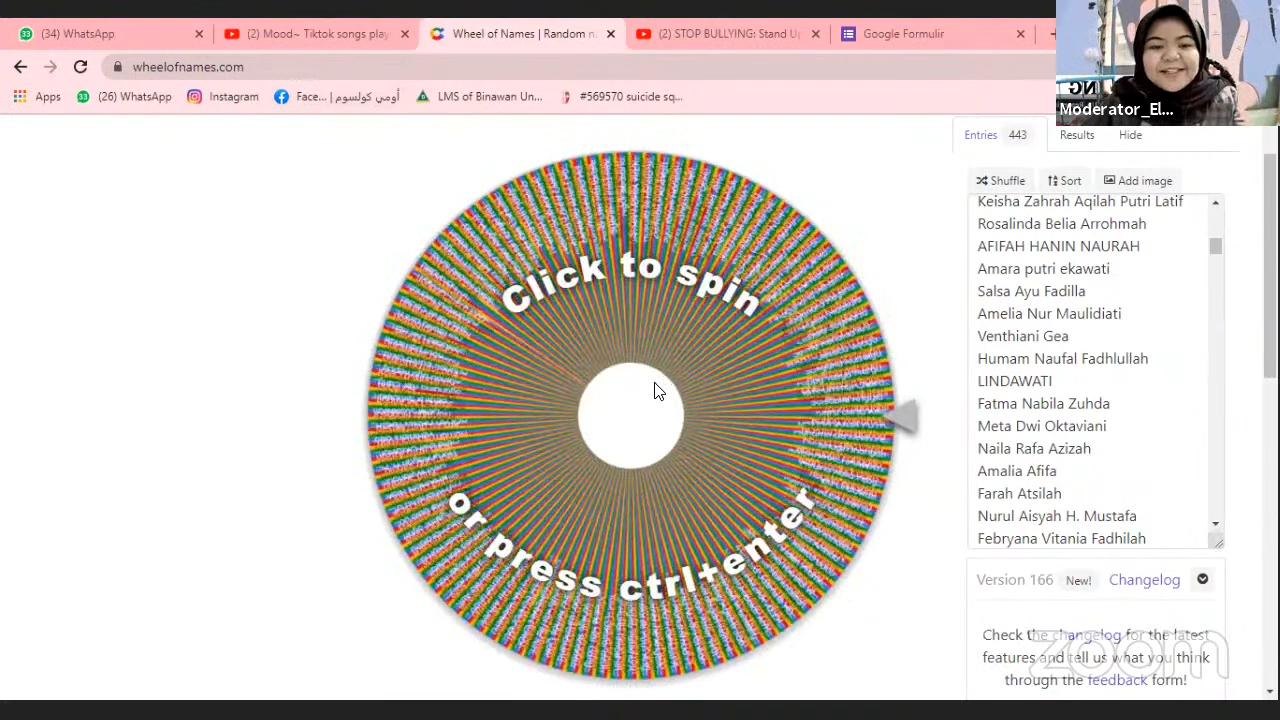 (34) WhatsApp
(2) Mood~ Tiktok songs play
Wheel of Names | Random n
(2) STOP BULLYING: Stand U
Google Formulir
wheelofnames.com
Apps
(26) WhatsApp
Instagram
Face... | أومي كولسوم
LMS of Binawan Un...
#569570 suicide sq...
Moderator_El...
Entries 443
Results
Hide
Shuffle
Sort
Add image
Keisha Zahrah Aqilah Putri Latif
Rosalinda Belia Arrohmah
AFIFAH HANIN NAURAH
Amara putri ekawati
Salsa Ayu Fadilla
Amelia Nur Maulidiati
Venthiani Gea
Humam Naufal Fadhlullah
LINDAWATI
Fatma Nabila Zuhda
Meta Dwi Oktaviani
Naila Rafa Azizah
Amalia Afifa
Farah Atsilah
Nurul Aisyah H. Mustafa
Febryana Vitania Fadhilah
Click to spin
or press ctrl+enter
Version 166 New! Changelog
Check the changelog for the latest
features and tell us what you think
through the feedback form!
zoom